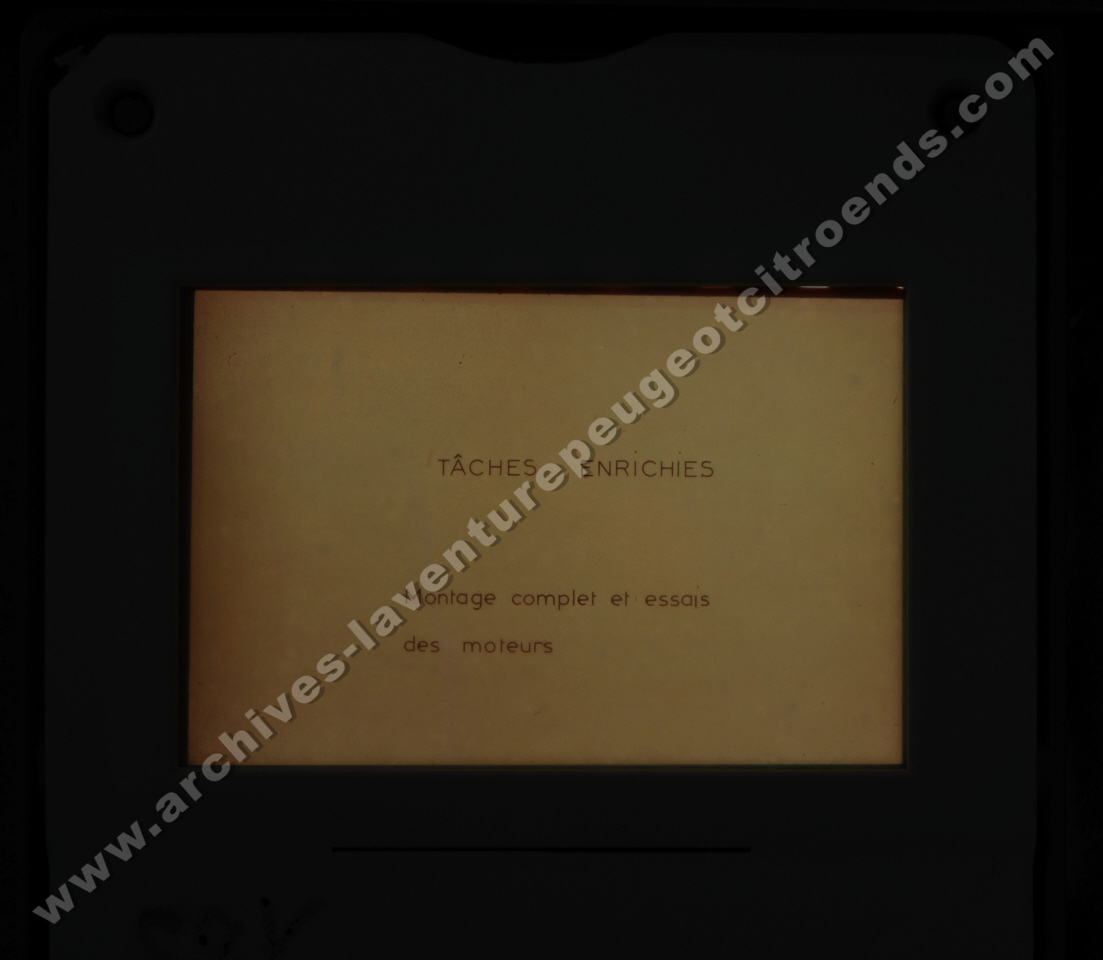 TÂCHES ENRICHIES
Montage complet et essais
des moteurs
www.archives-laventurepeugeotcitroends.com